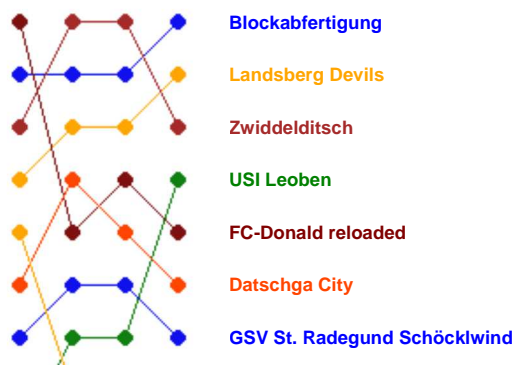 Blockabfertigung
Landsberg Devils
Zwiddelditsch
USI Leoben
FC-Donald reloaded
Datschga City
GSV St. Radegund Schöcklwind